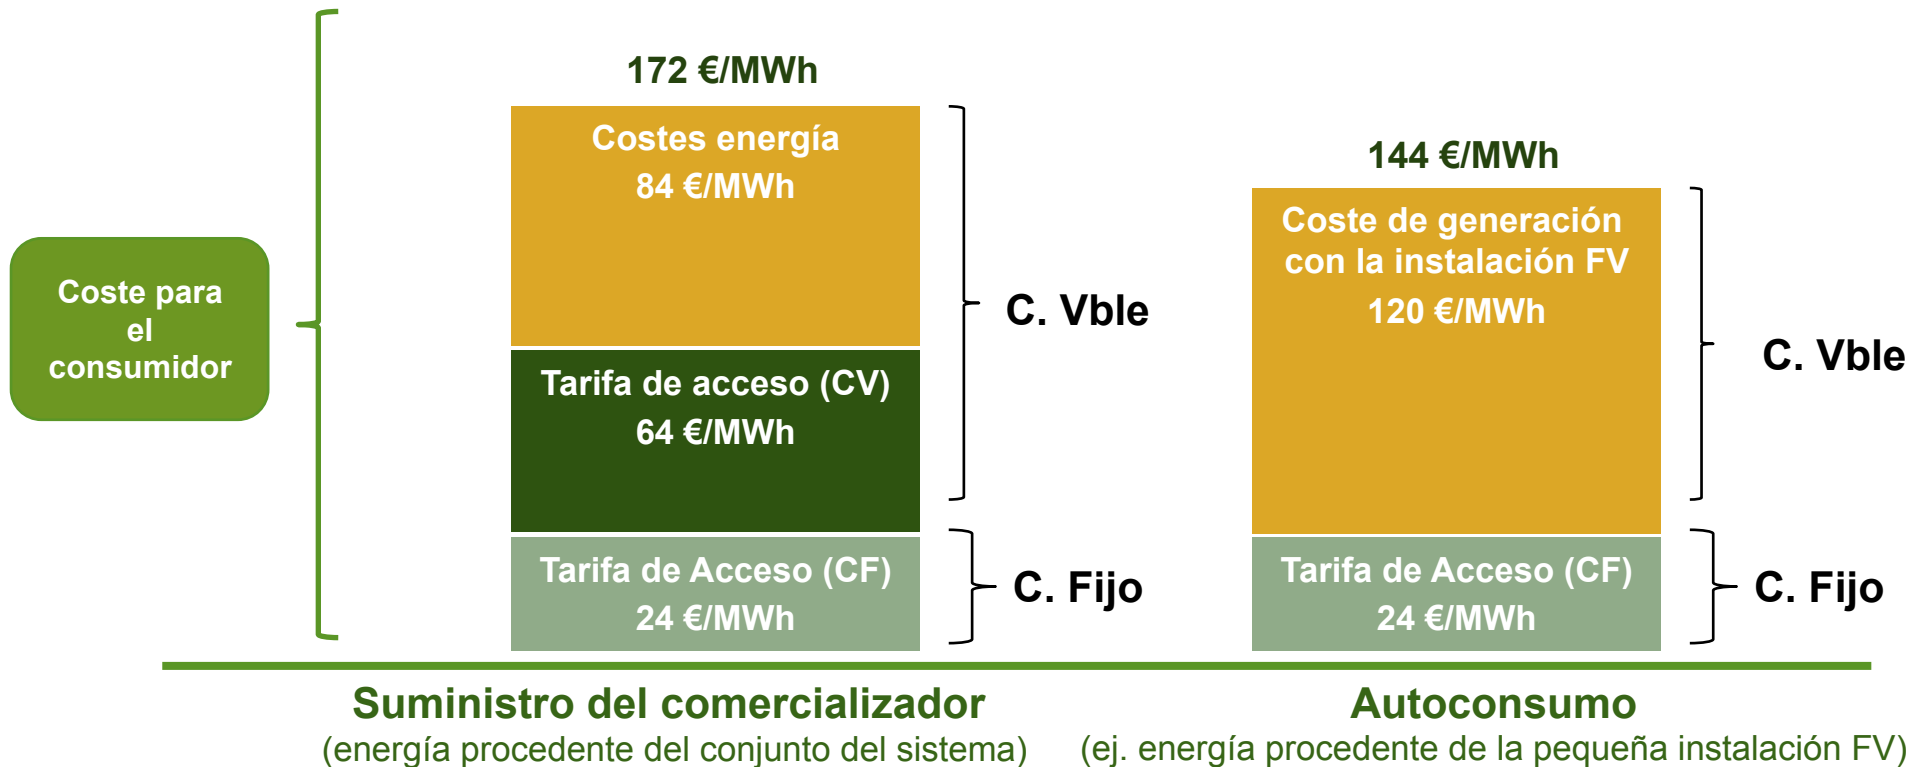 Coste para
el
consumidor
172 €/MWh
Costes energía
84 €/MWh
Tarifa de acceso (CV)
64 €/MWh
Tarifa de Acceso (CF)
24 €/MWh
C. Vble
C. Fijo
Suministro del comercializador
(energía procedente del conjunto del sistema)
144 €/MWh
Coste de generación
con la instalación FV
120 €/MWh
Tarifa de Acceso (CF)
24 €/MWh
C. Vble
C. Fijo
Autoconsumo
(ej. energía procedente de la pequeña instalación FV)